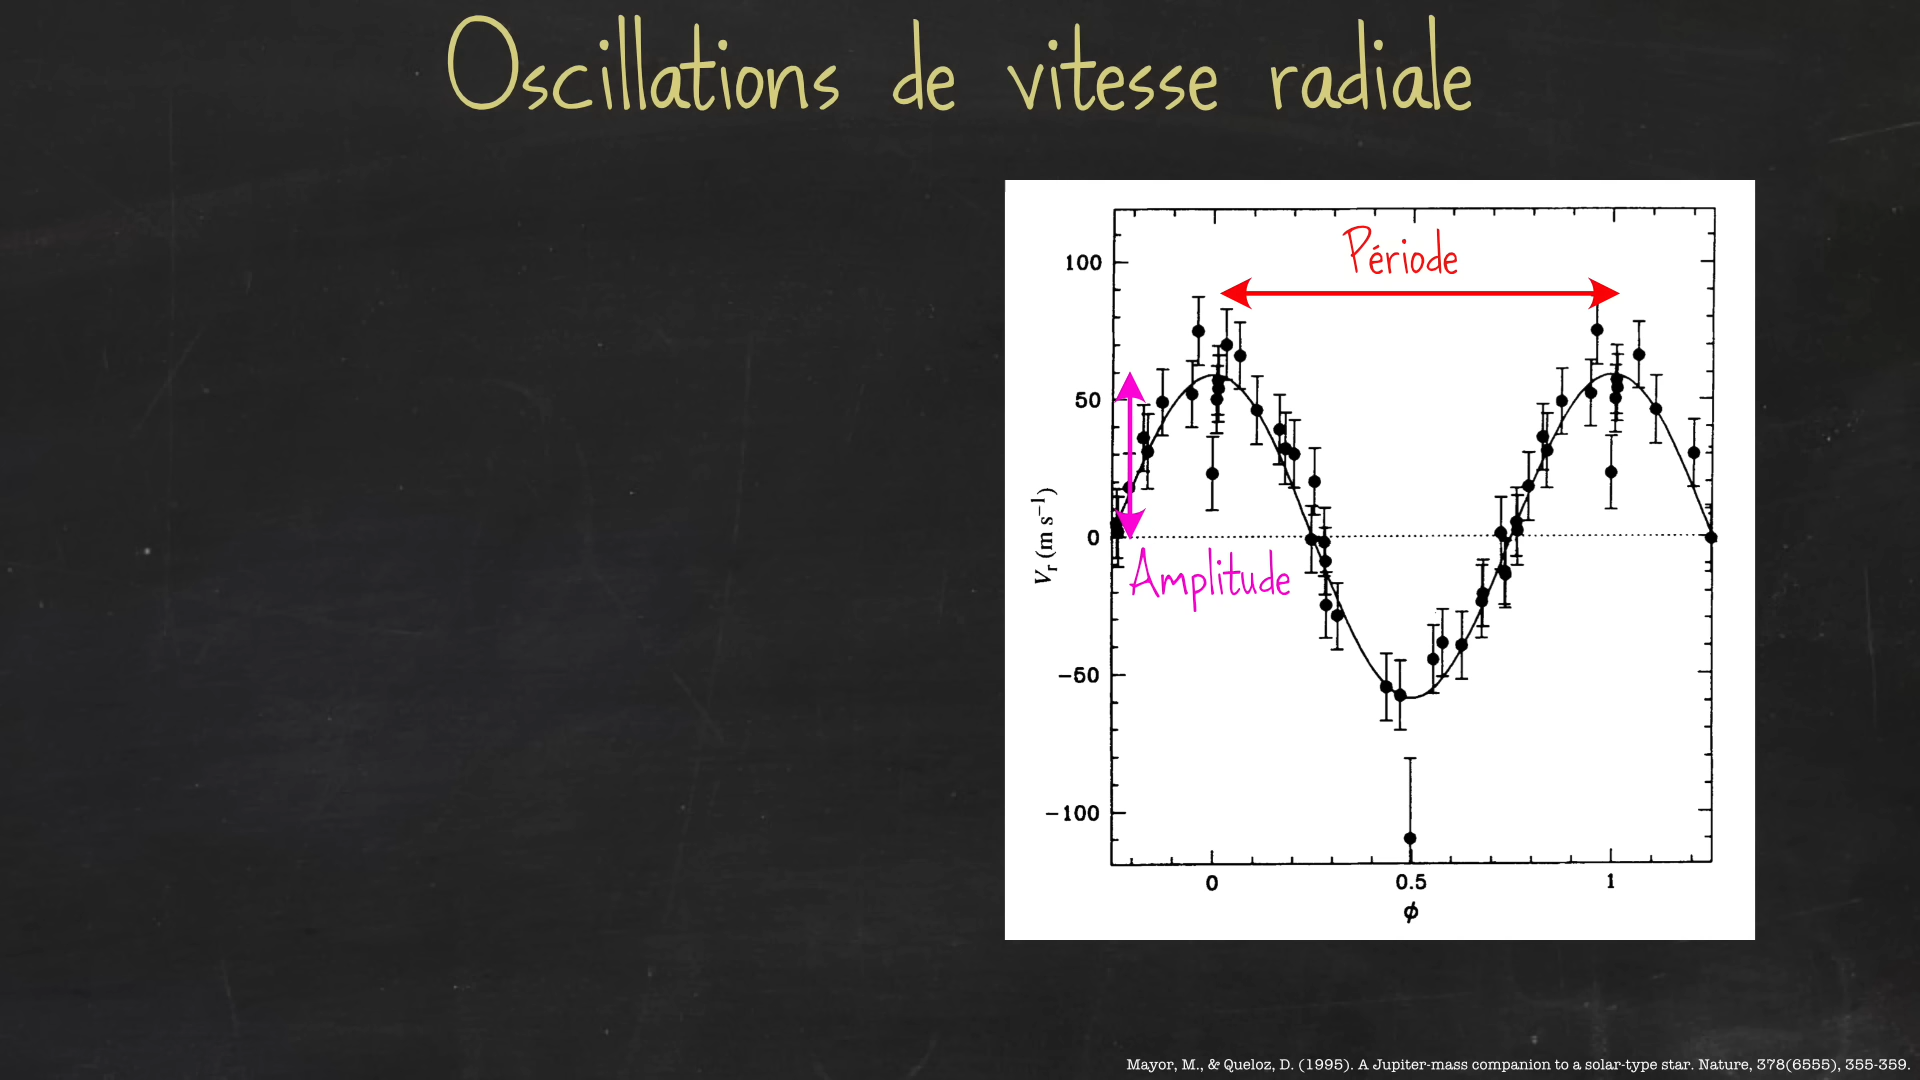 Oscillations de vitesse radiale
Période
100
50
0
-50
-100
Vr (m s⁻¹)
Amplitude
0 0.5 1
ϕ
Mayor, M., & Queloz, D. (1995). A Jupiter-mass companion to a solar-type star. Nature, 378(6555), 355-359.